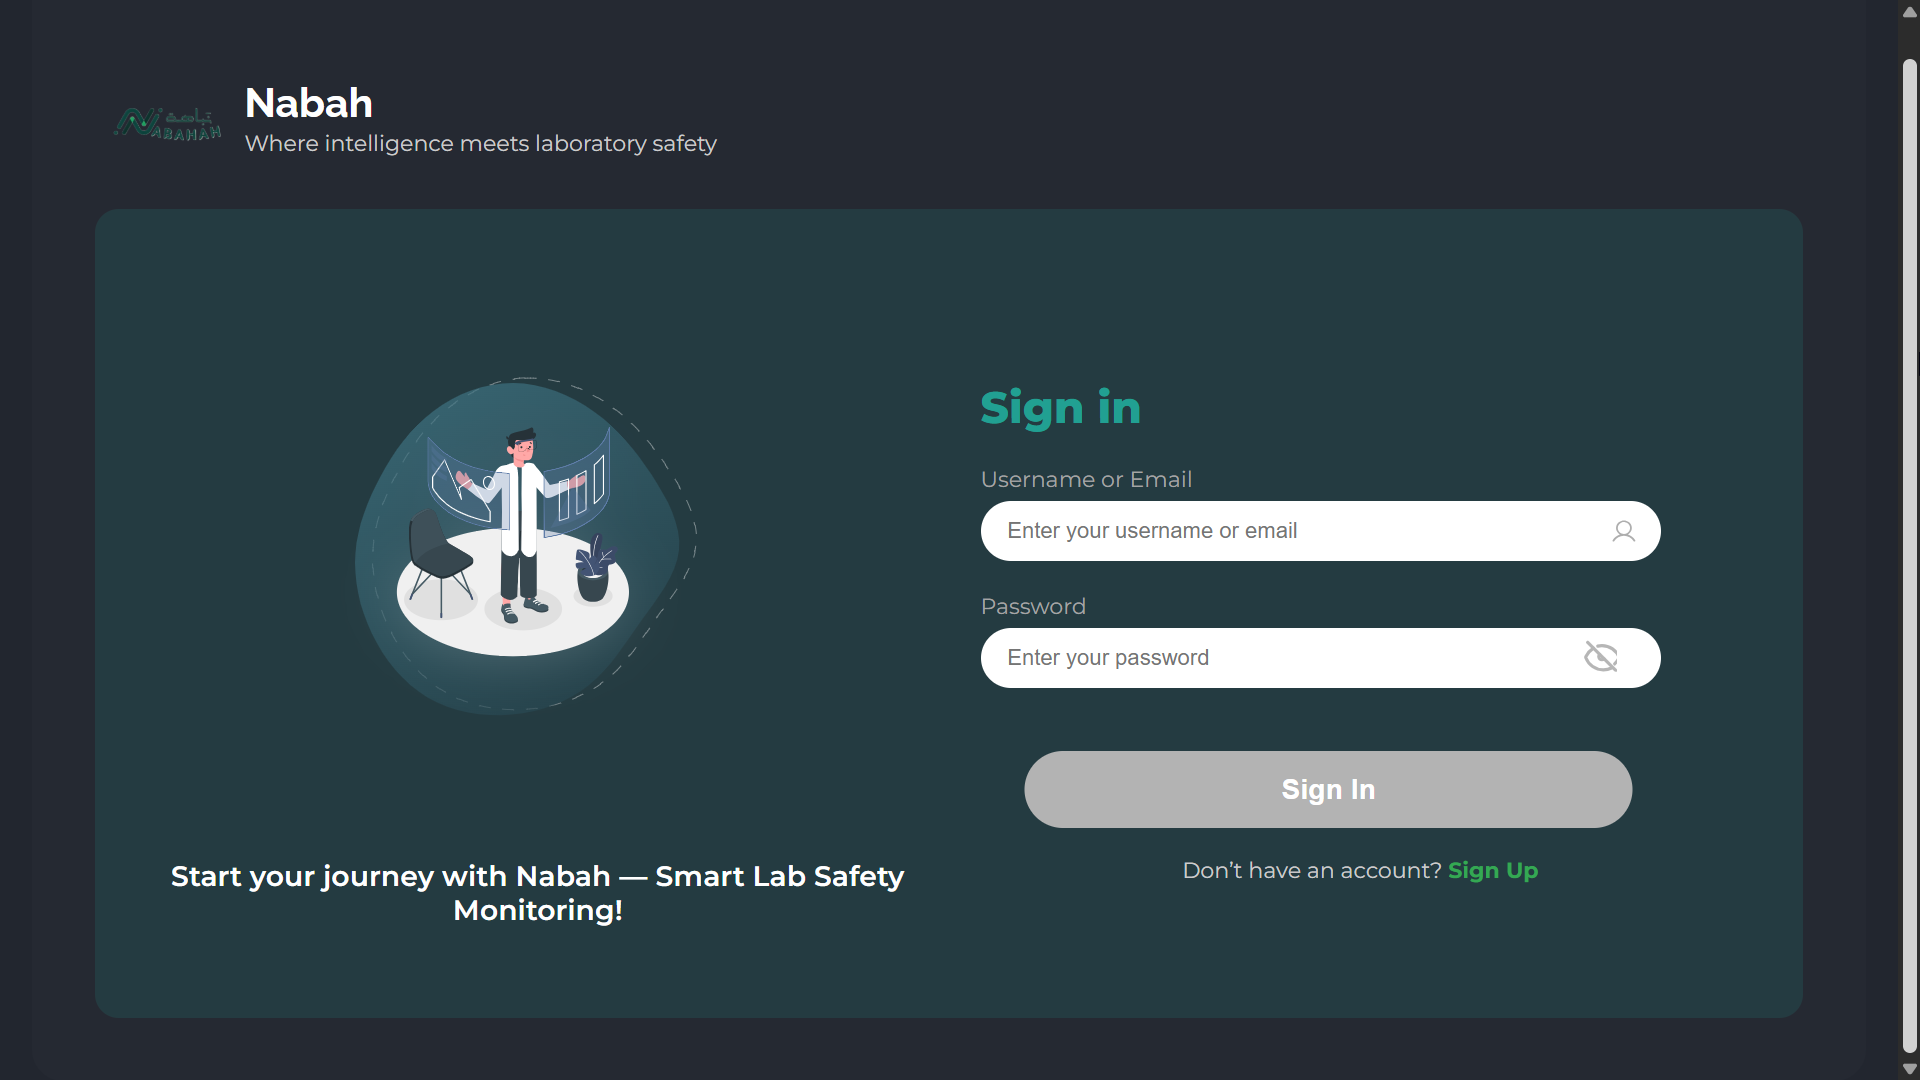 نباهة
NABAHAH
Nabah
Where intelligence meets laboratory safety
Sign in
Username or Email
Enter your username or email
Password
Enter your password
Sign In
Don’t have an account? Sign Up
Start your journey with Nabah — Smart Lab Safety
Monitoring!